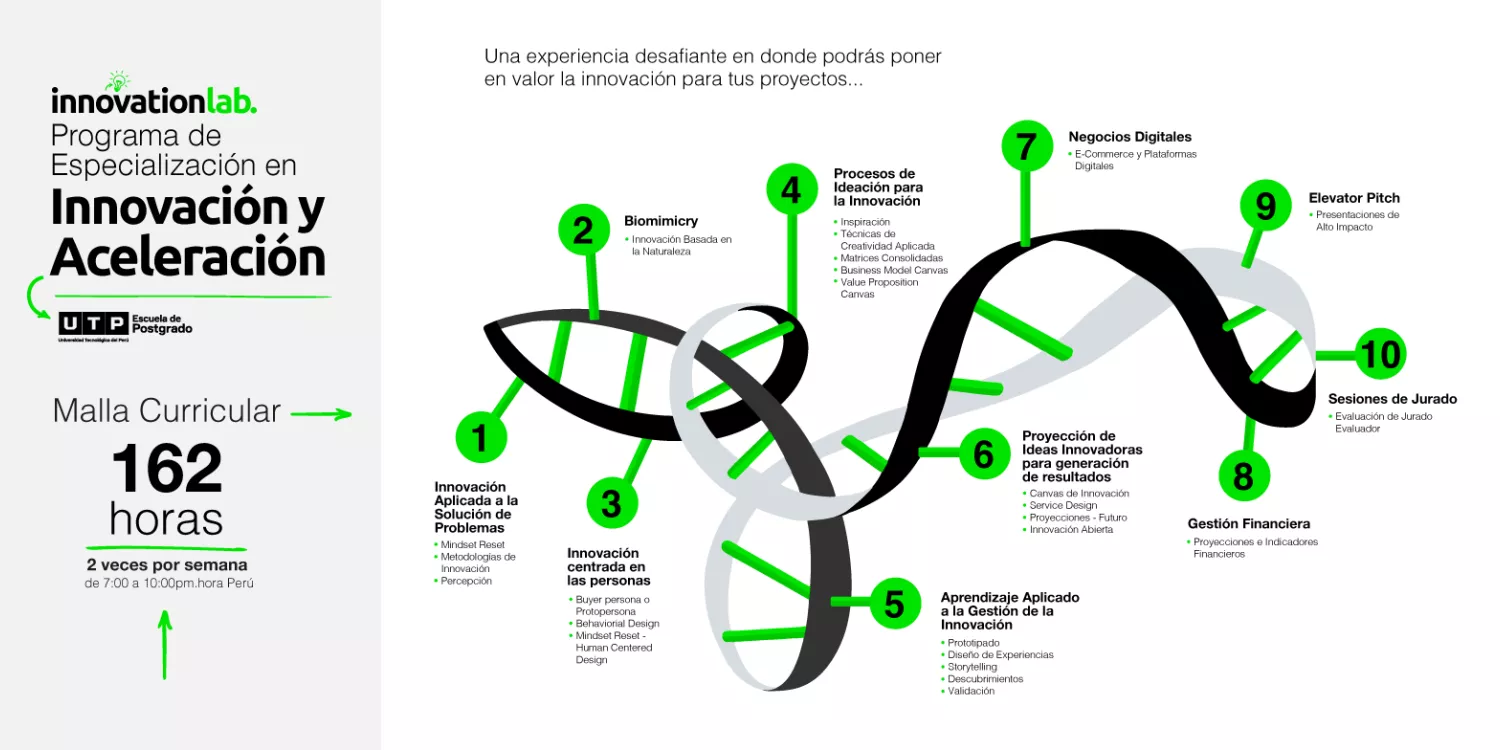 innovationlab.
Programa de
Especialización en
Innovación y
Aceleración
UTP
Escuela de
Postgrado
Universidad Tecnológica del Perú
Malla Curricular
162
horas
2 veces por semana
de 7:00 a 10:00pm.hora Perú
Una experiencia desafiante en donde podrás poner
en valor la innovación para tus proyectos...
1
Innovación
Aplicada a la
Solución de
Problemas
• Mindset Reset
• Metodologías de
Innovación
• Percepción
2
Biomimicry
• Innovación Basada en
la Naturaleza
3
Innovación
centrada en
las personas
• Buyer persona o
Protopersona
• Behaviorial Design
• Mindset Reset -
Human Centered
Design
4
Procesos de
Ideación para
la Innovación
• Inspiración
• Técnicas de
Creatividad Aplicada
• Matrices Consolidadas
• Business Model Canvas
• Value Proposition
Canvas
5
Aprendizaje Aplicado
a la Gestión de la
Innovación
• Prototipado
• Diseño de Experiencias
• Storytelling
• Descubrimientos
• Validación
6
Proyección de
Ideas Innovadoras
para generación
de resultados
• Canvas de Innovación
• Service Design
• Proyecciones - Futuro
• Innovación Abierta
7
Negocios Digitales
• E-Commerce y Plataformas
Digitales
8
Gestión Financiera
• Proyecciones e Indicadores
Financieros
9
Elevator Pitch
• Presentaciones de
Alto Impacto
10
Sesiones de Jurado
• Evaluación de Jurado
Evaluador